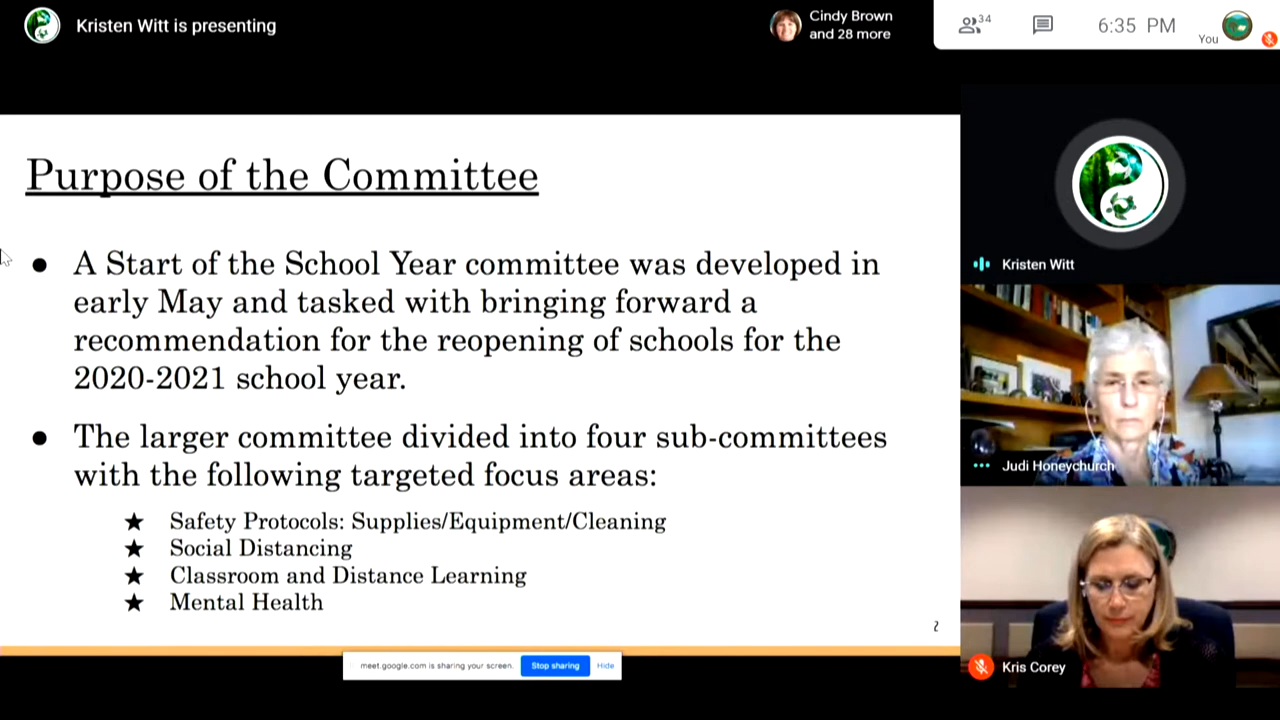 Kristen Witt is presenting
Cindy Brown
and 28 more
34
6:35 PM
You
Purpose of the Committee
● A Start of the School Year committee was developed in
early May and tasked with bringing forward a
recommendation for the reopening of schools for the
2020-2021 school year.
● The larger committee divided into four sub-committees
with the following targeted focus areas:
★ Safety Protocols: Supplies/Equipment/Cleaning
★ Social Distancing
★ Classroom and Distance Learning
★ Mental Health
2
meet.google.com is sharing your screen.
Stop sharing
Hide
Kristen Witt
Judi Honeychurch
Kris Corey